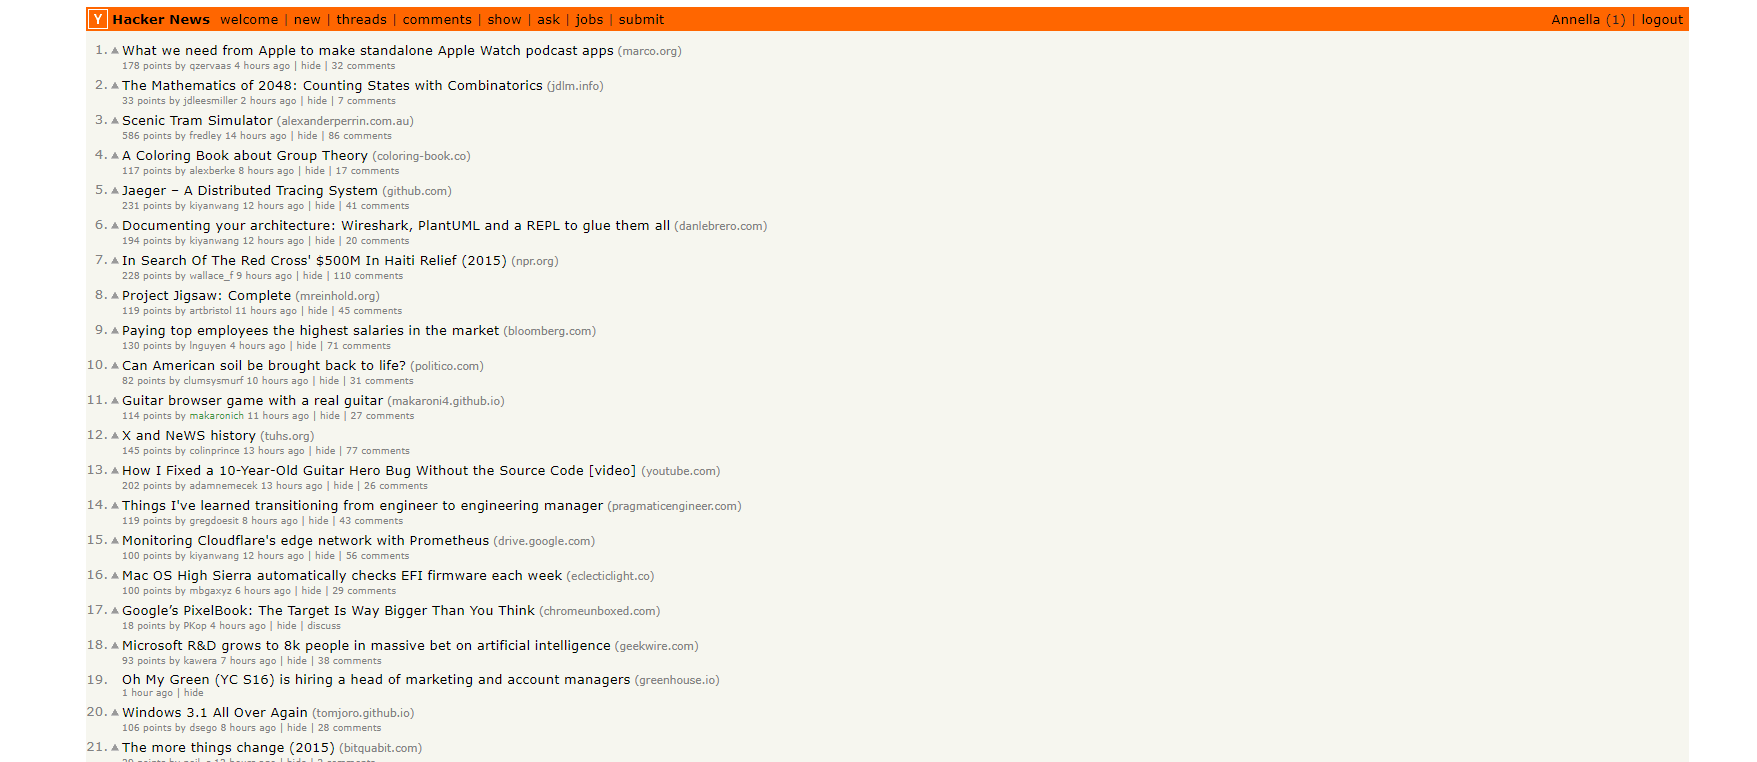 Y Hacker News welcome | new | threads | comments | show | ask | jobs | submit Annella (1) | logout
1. What we need from Apple to make standalone Apple Watch podcast apps (marco.org)
178 points by qzervaas 4 hours ago | hide | 32 comments
2. The Mathematics of 2048: Counting States with Combinatorics (jdlm.info)
33 points by jdleesmiller 2 hours ago | hide | 7 comments
3. Scenic Tram Simulator (alexanderperrin.com.au)
586 points by fredley 14 hours ago | hide | 86 comments
4. A Coloring Book about Group Theory (coloring-book.co)
117 points by alexberke 8 hours ago | hide | 17 comments
5. Jaeger – A Distributed Tracing System (github.com)
231 points by kiyanwang 12 hours ago | hide | 41 comments
6. Documenting your architecture: Wireshark, PlantUML and a REPL to glue them all (danlebrero.com)
194 points by kiyanwang 12 hours ago | hide | 20 comments
7. In Search Of The Red Cross' $500M In Haiti Relief (2015) (npr.org)
228 points by wallace_f 9 hours ago | hide | 110 comments
8. Project Jigsaw: Complete (mreinhold.org)
119 points by artbristol 11 hours ago | hide | 45 comments
9. Paying top employees the highest salaries in the market (bloomberg.com)
130 points by lnguyen 4 hours ago | hide | 71 comments
10. Can American soil be brought back to life? (politico.com)
82 points by clumsysmurf 10 hours ago | hide | 31 comments
11. Guitar browser game with a real guitar (makaroni4.github.io)
114 points by makaronich 11 hours ago | hide | 27 comments
12. X and NeWS history (tuhs.org)
145 points by colinprince 13 hours ago | hide | 77 comments
13. How I Fixed a 10-Year-Old Guitar Hero Bug Without the Source Code [video] (youtube.com)
202 points by adamnemecek 13 hours ago | hide | 26 comments
14. Things I've learned transitioning from engineer to engineering manager (pragmaticengineer.com)
119 points by gregdoesit 8 hours ago | hide | 43 comments
15. Monitoring Cloudflare's edge network with Prometheus (drive.google.com)
100 points by kiyanwang 12 hours ago | hide | 56 comments
16. Mac OS High Sierra automatically checks EFI firmware each week (eclecticlight.co)
100 points by mbgaxyz 6 hours ago | hide | 29 comments
17. Google’s PixelBook: The Target Is Way Bigger Than You Think (chromeunboxed.com)
18 points by PKop 4 hours ago | hide | discuss
18. Microsoft R&D grows to 8k people in massive bet on artificial intelligence (geekwire.com)
93 points by kawera 7 hours ago | hide | 38 comments
19. Oh My Green (YC S16) is hiring a head of marketing and account managers (greenhouse.io)
1 hour ago | hide
20. Windows 3.1 All Over Again (tomjoro.github.io)
106 points by dsego 8 hours ago | hide | 28 comments
21. The more things change (2015) (bitquabit.com)